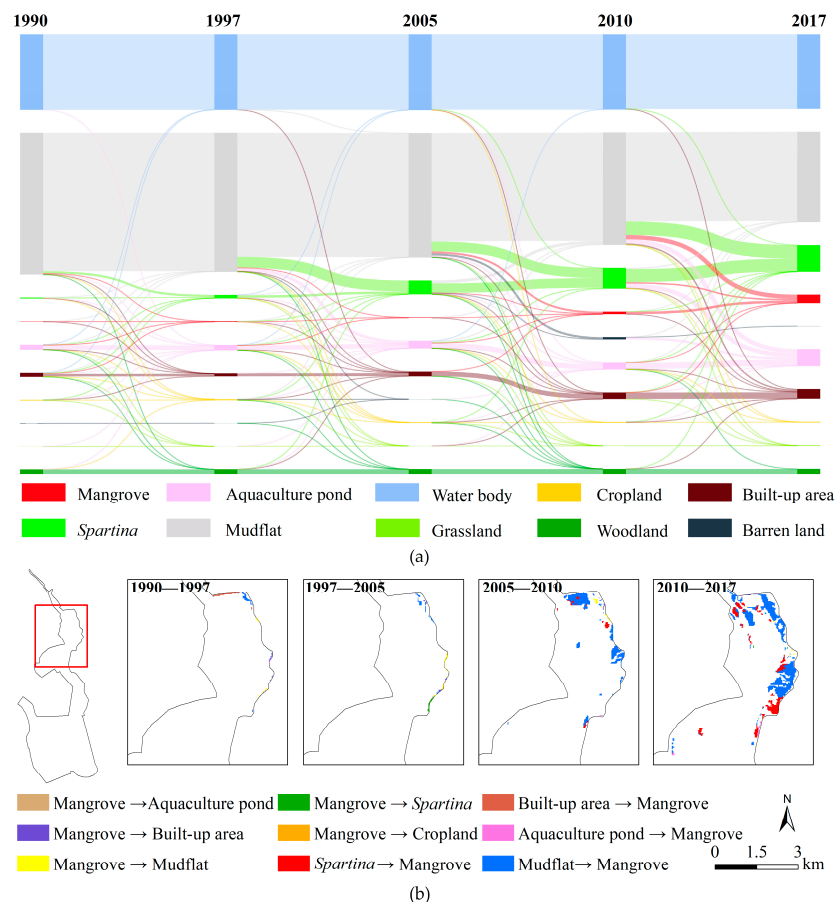 1990 1997 2005 2010 2017
Mangrove Aquaculture pond Water body Cropland Built-up area
Spartina Mudflat Grassland Woodland Barren land
(a)
1990—1997 1997—2005 2005—2010 2010—2017
Mangrove →Aquaculture pond Mangrove → Spartina Built-up area → Mangrove
Mangrove → Built-up area Mangrove → Cropland Aquaculture pond → Mangrove
Mangrove → Mudflat Spartina → Mangrove Mudflat → Mangrove
N
0 1.5 3
km
(b)